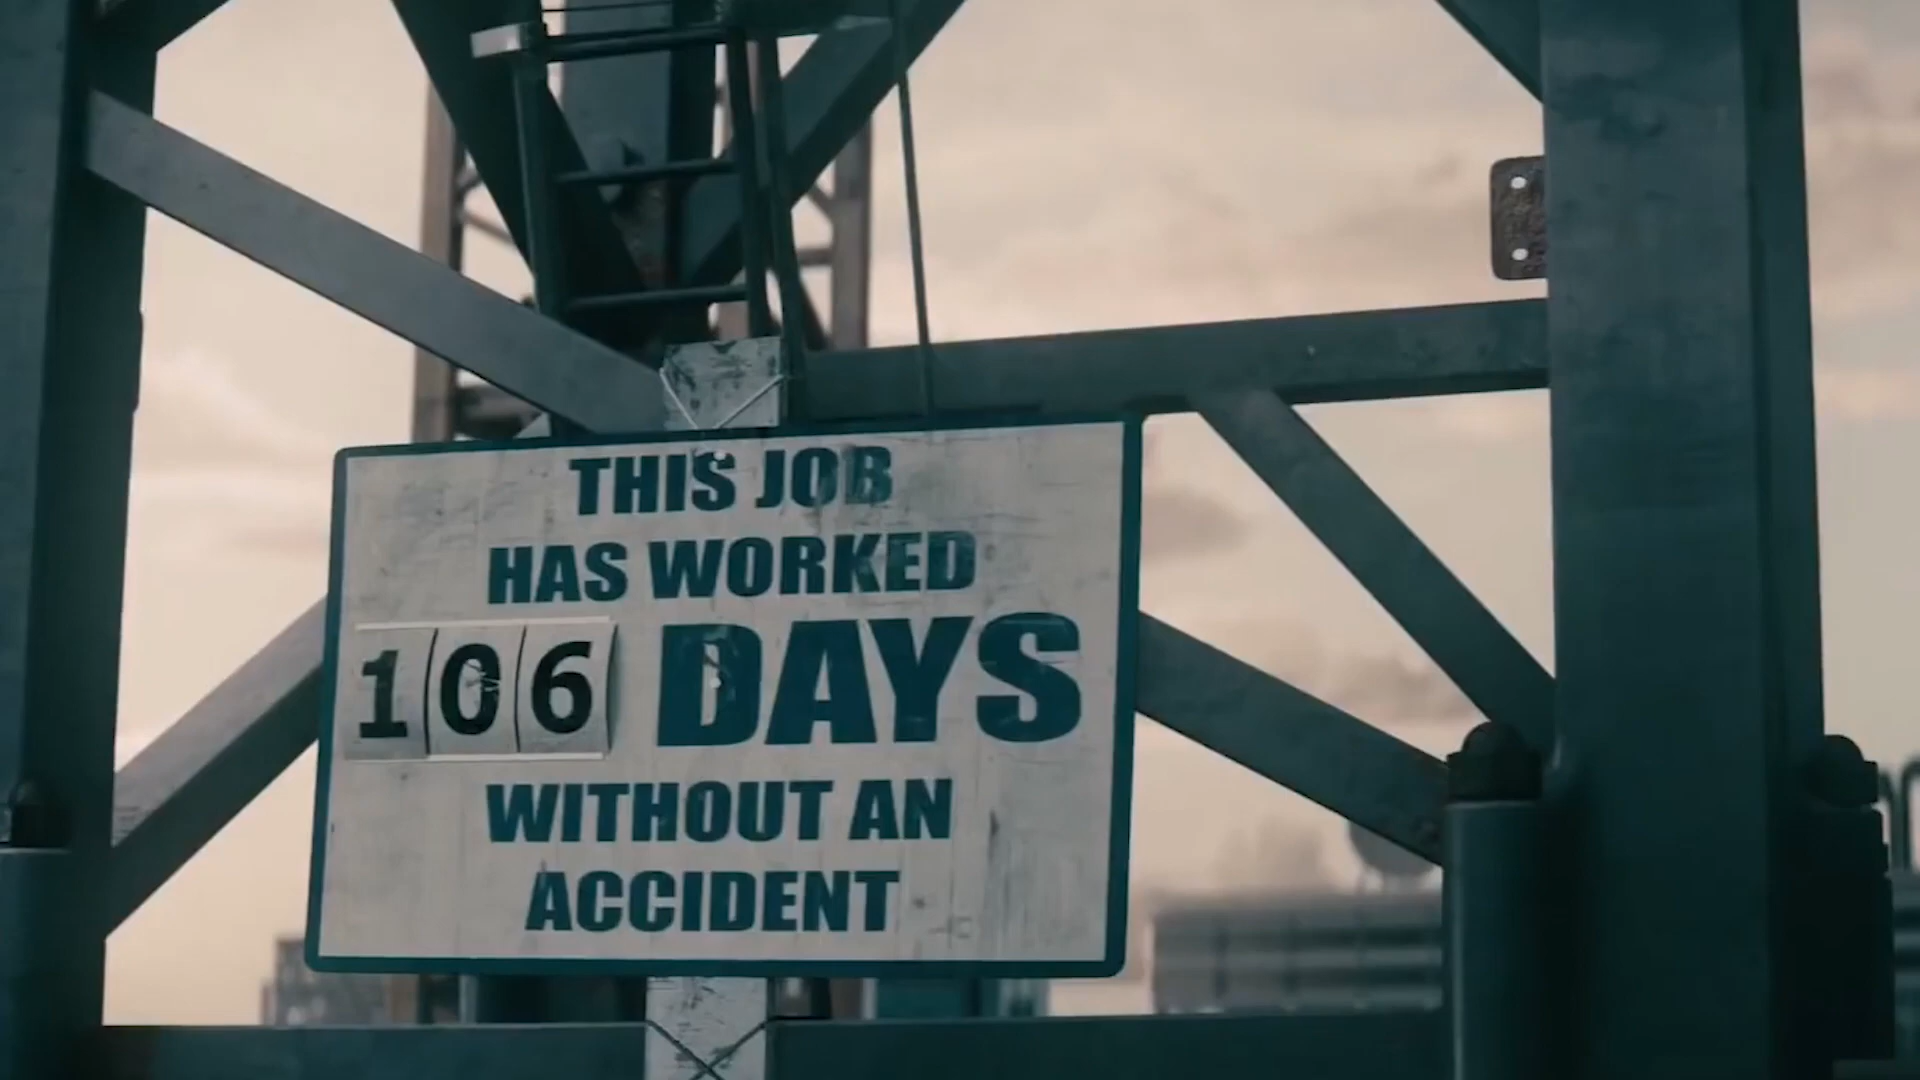 THIS JOB
HAS WORKED
106 DAYS
WITHOUT AN
ACCIDENT